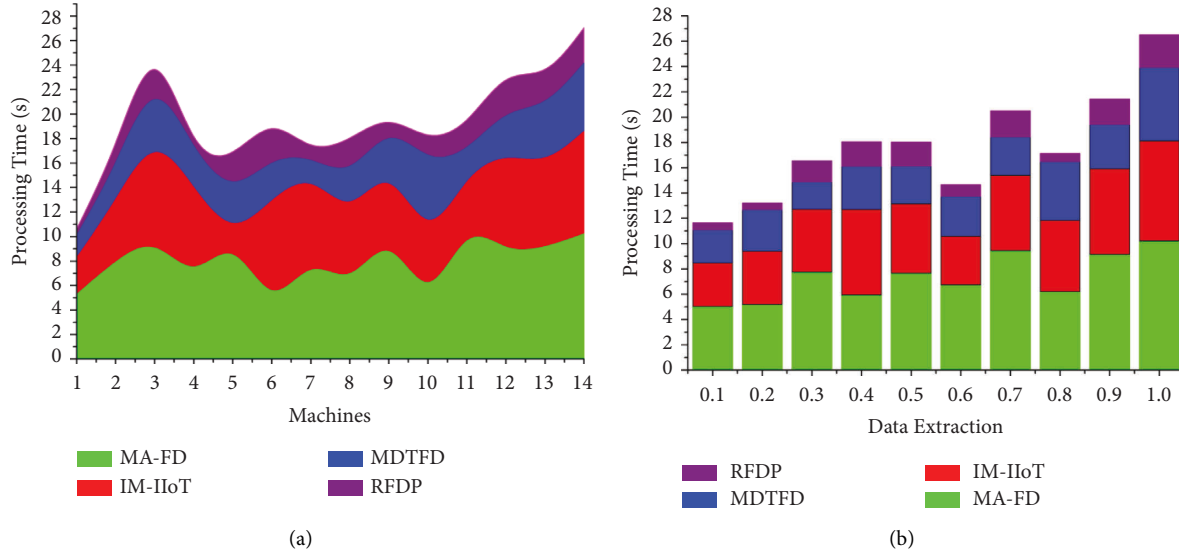 28
26
24
22
20
18
16
14
12
10
8
6
4
2
0
Processing Time (s)
1 2 3 4 5 6 7 8 9 10 11 12 13 14
Machines
MA-FD MDTFD
IM-IIoT RFDP
(a)
28
26
24
22
20
18
16
14
12
10
8
6
4
2
0
Processing Time (s)
0.1 0.2 0.3 0.4 0.5 0.6 0.7 0.8 0.9 1.0
Data Extraction
RFDP IM-IIoT
MDTFD MA-FD
(b)